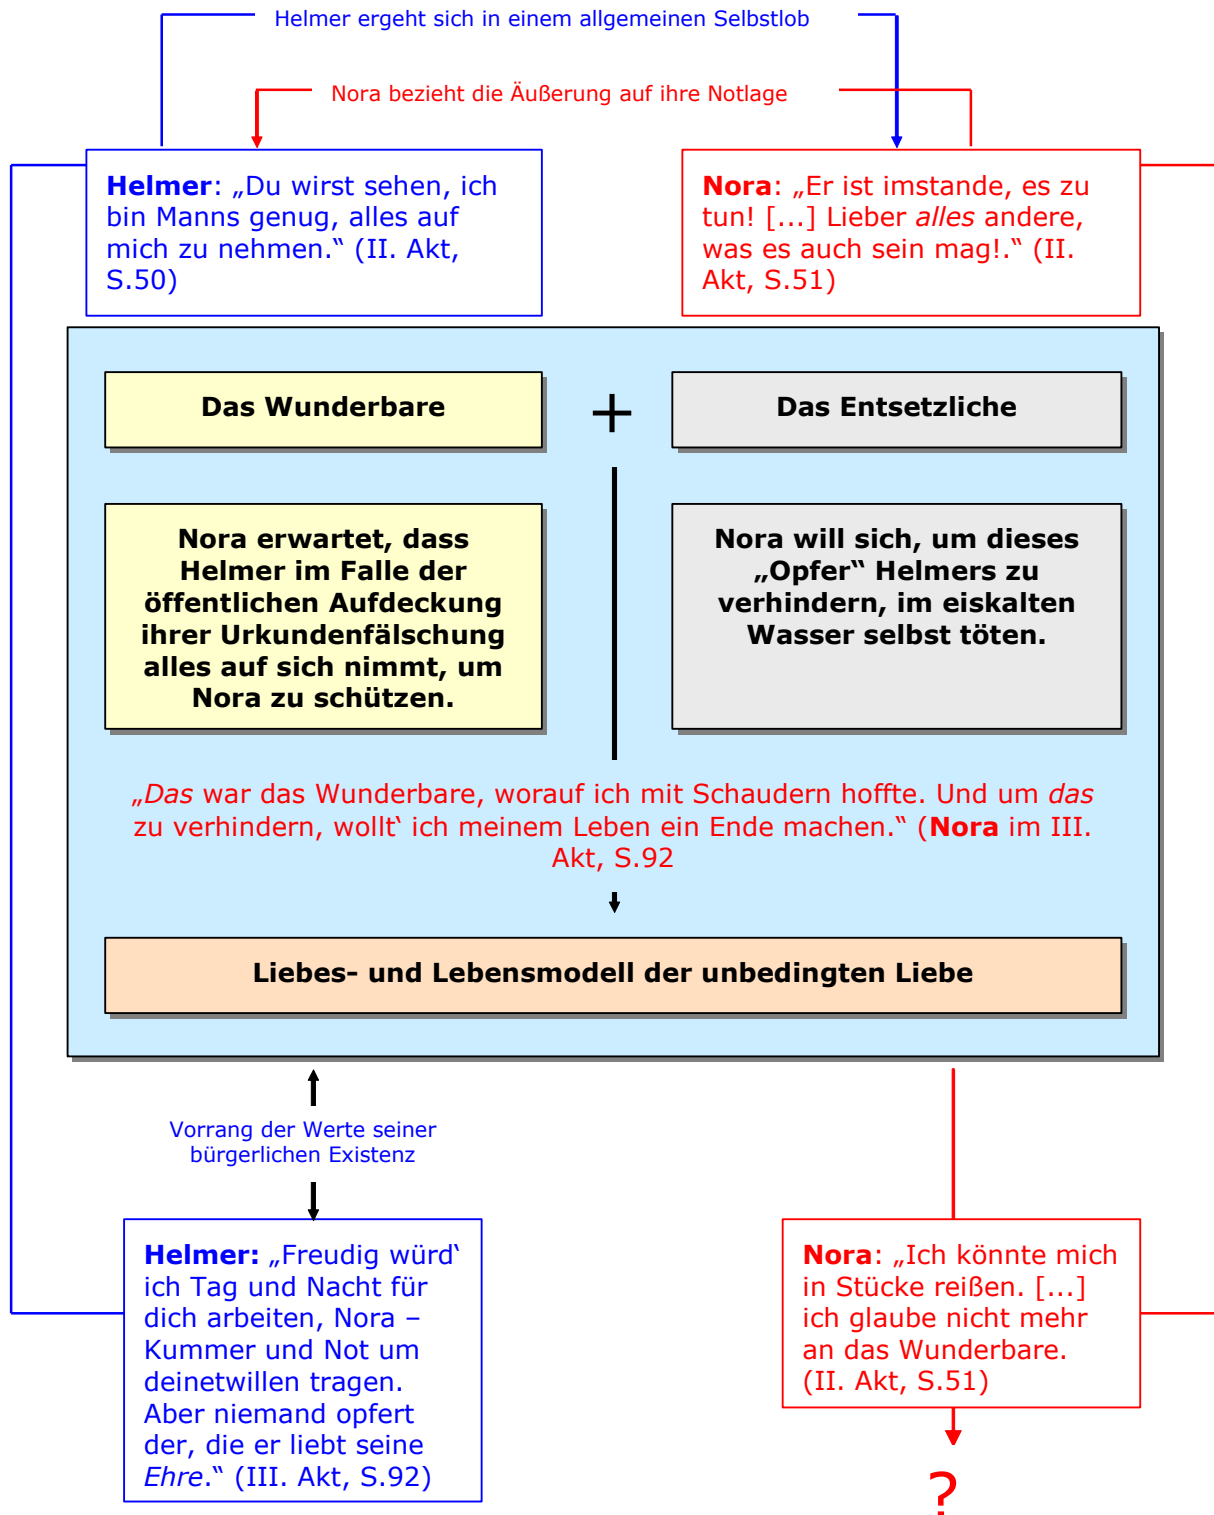 Helmer ergeht sich in einem allgemeinen Selbstlob
Nora bezieht die Äußerung auf ihre Notlage
Helmer: „Du wirst sehen, ich
bin Manns genug, alles auf
mich zu nehmen.“ (II. Akt,
S.50)
Nora: „Er ist imstande, es zu
tun! [...] Lieber alles andere,
was es auch sein mag!.“ (II.
Akt, S.51)
Das Wunderbare
+
Das Entsetzliche
Nora erwartet, dass
Helmer im Falle der
öffentlichen Aufdeckung
ihrer Urkundenfälschung
alles auf sich nimmt, um
Nora zu schützen.
Nora will sich, um dieses
„Opfer“ Helmers zu
verhindern, im eiskalten
Wasser selbst töten.
„Das war das Wunderbare, worauf ich mit Schaudern hoffte. Und um das
zu verhindern, wollt‘ ich meinem Leben ein Ende machen.“ (Nora im III.
Akt, S.92
Liebes- und Lebensmodell der unbedingten Liebe
Vorrang der Werte seiner
bürgerlichen Existenz
Helmer: „Freudig würd‘
ich Tag und Nacht für
dich arbeiten, Nora –
Kummer und Not um
deinetwillen tragen.
Aber niemand opfert
der, die er liebt seine
Ehre.“ (III. Akt, S.92)
Nora: „Ich könnte mich
in Stücke reißen. [...]
ich glaube nicht mehr
an das Wunderbare.
(II. Akt, S.51)
?